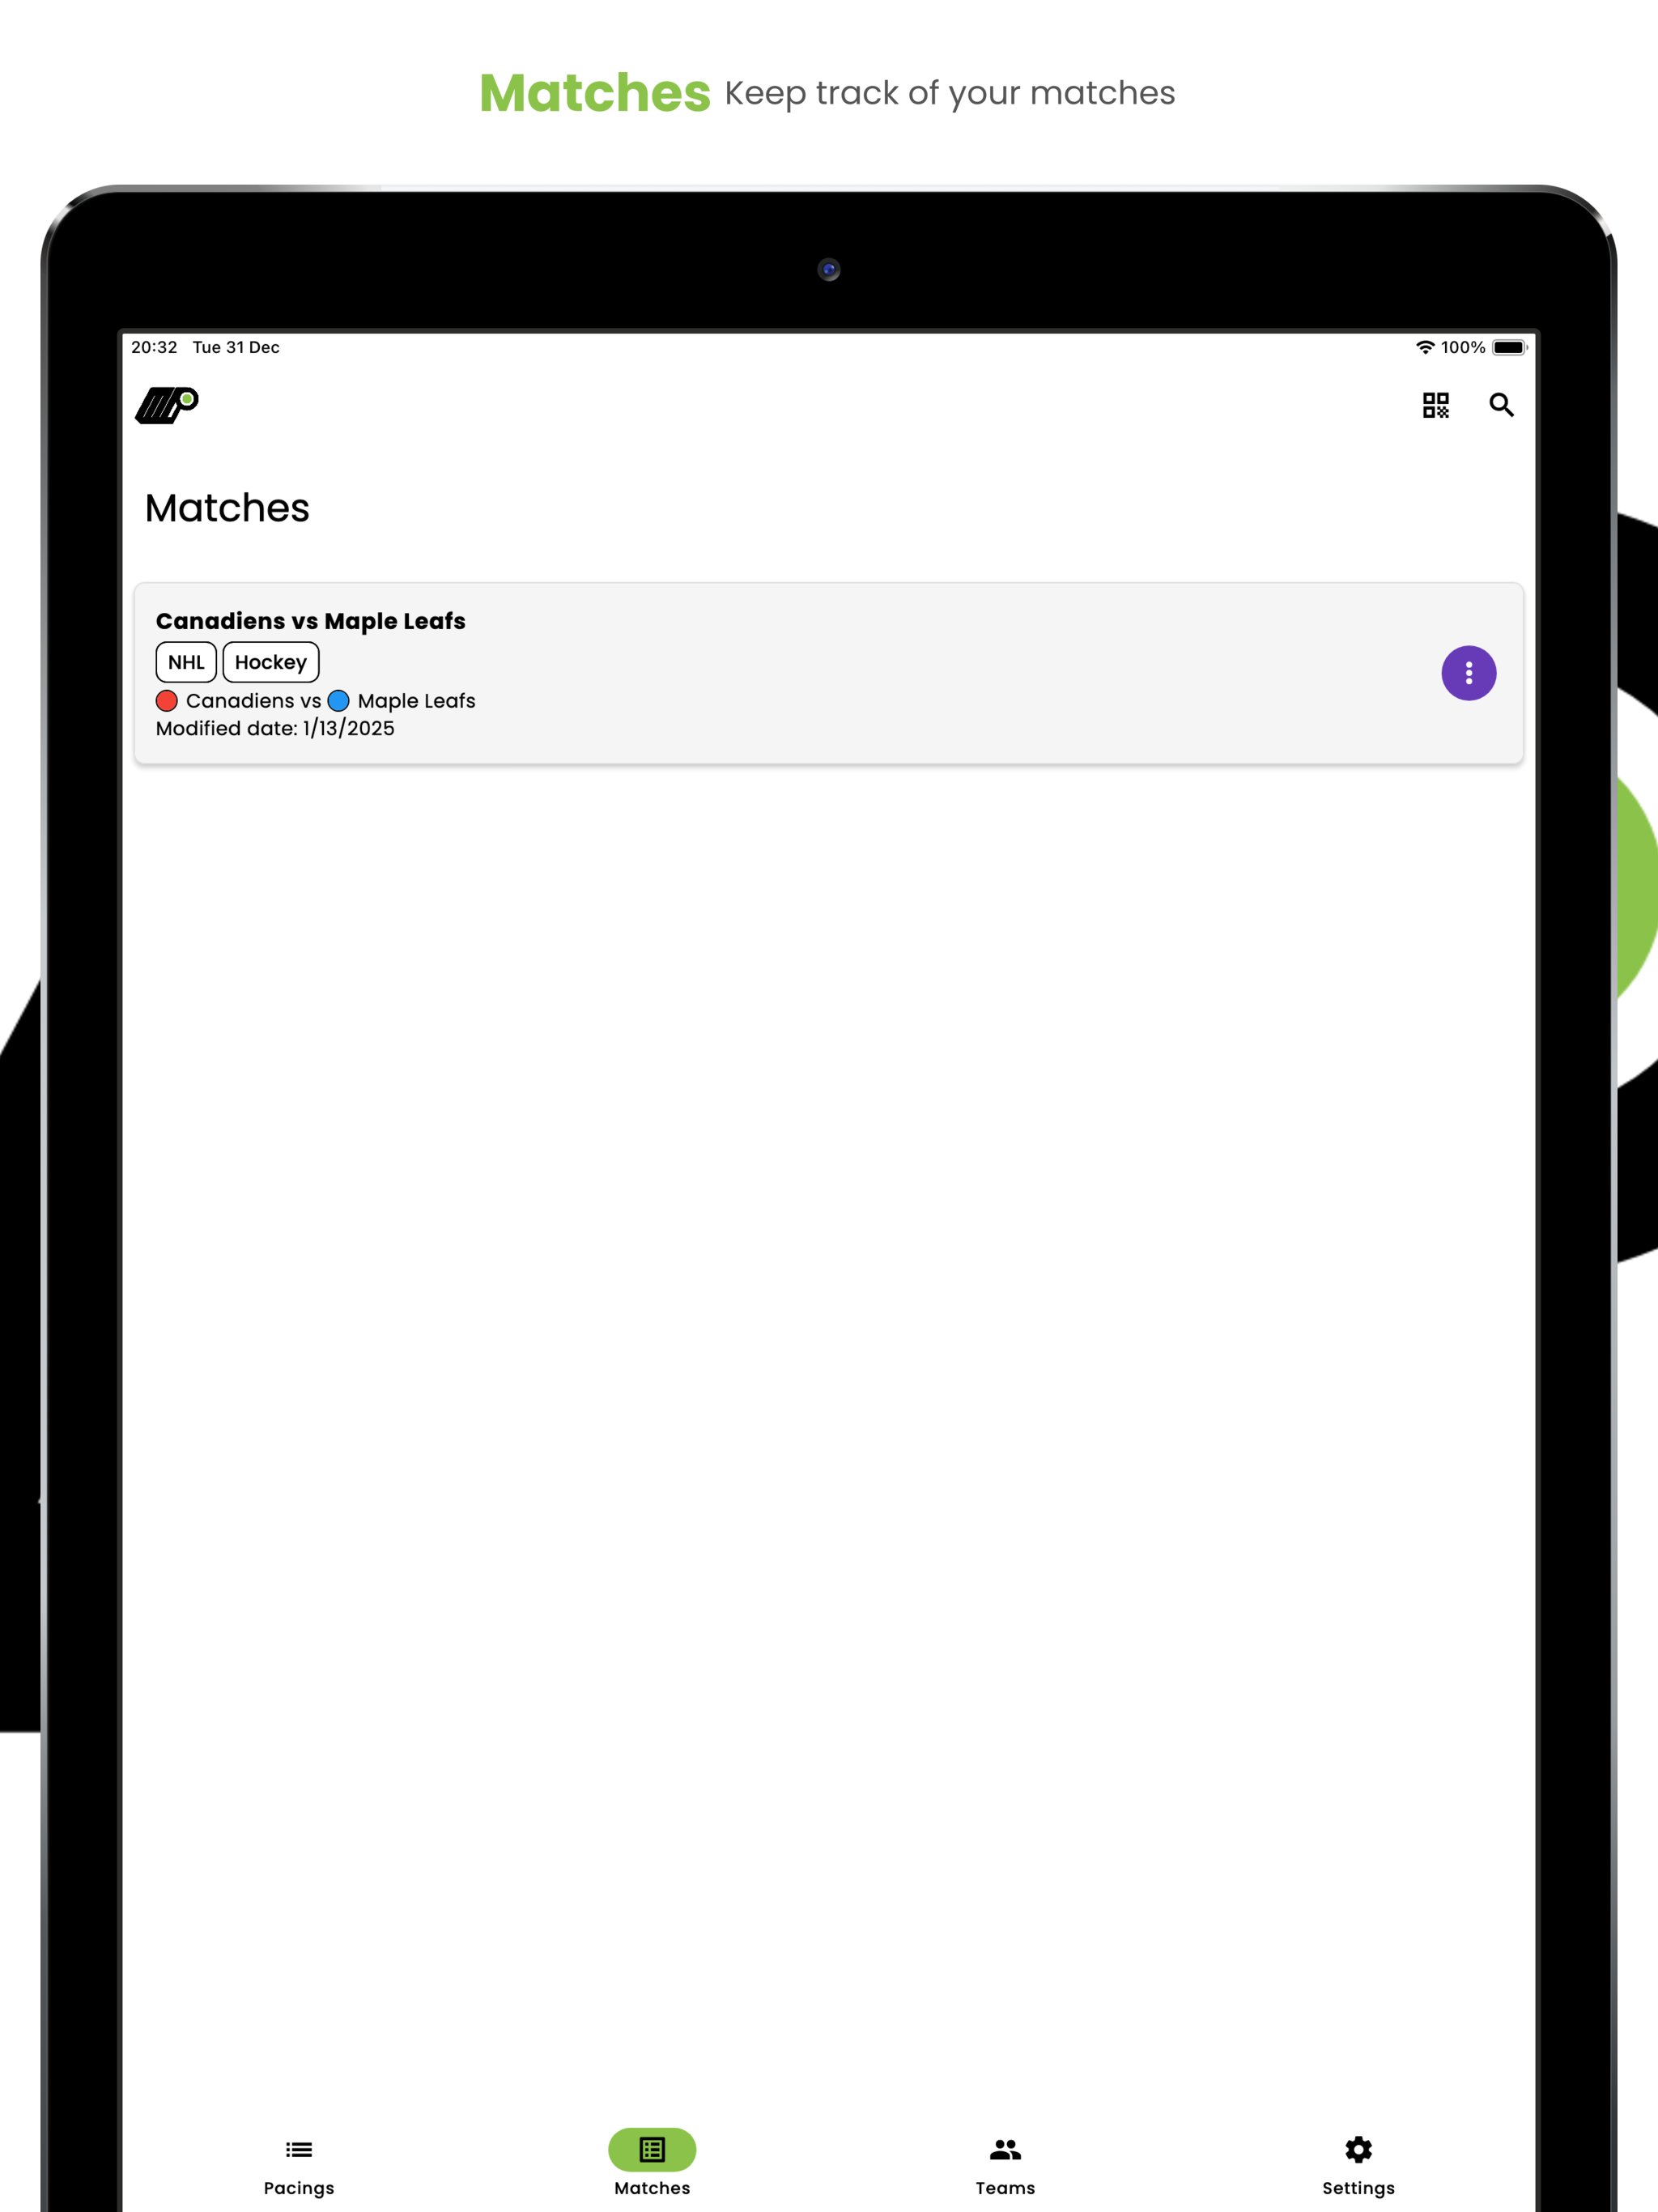 Matches Keep track of your matches
20:32 Tue 31 Dec 100%
Matches
Canadiens vs Maple Leafs
NHL Hockey
Canadiens vs Maple Leafs
Modified date: 1/13/2025
Pacings Matches Teams Settings